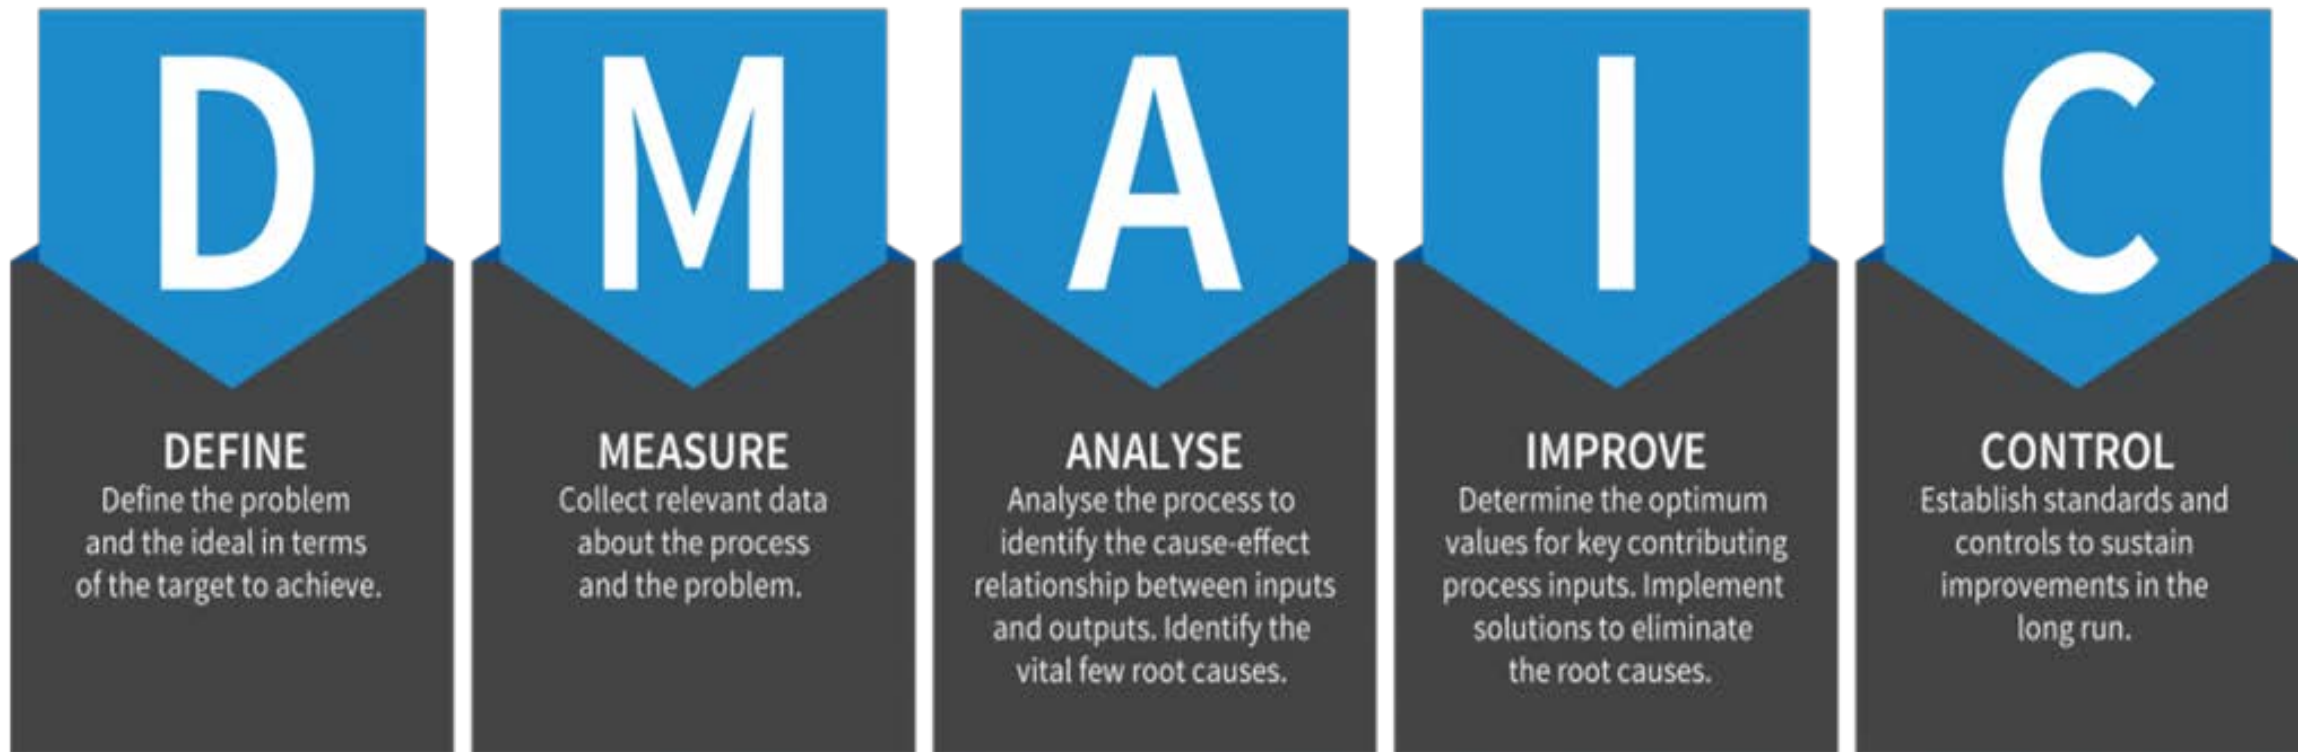 D
DEFINE
Define the problem
and the ideal in terms
of the target to achieve.
M
MEASURE
Collect relevant data
about the process
and the problem.
A
ANALYSE
Analyse the process to
identify the cause-effect
relationship between inputs
and outputs. Identify the
vital few root causes.
I
IMPROVE
Determine the optimum
values for key contributing
process inputs. Implement
solutions to eliminate
the root causes.
C
CONTROL
Establish standards and
controls to sustain
improvements in the
long run.